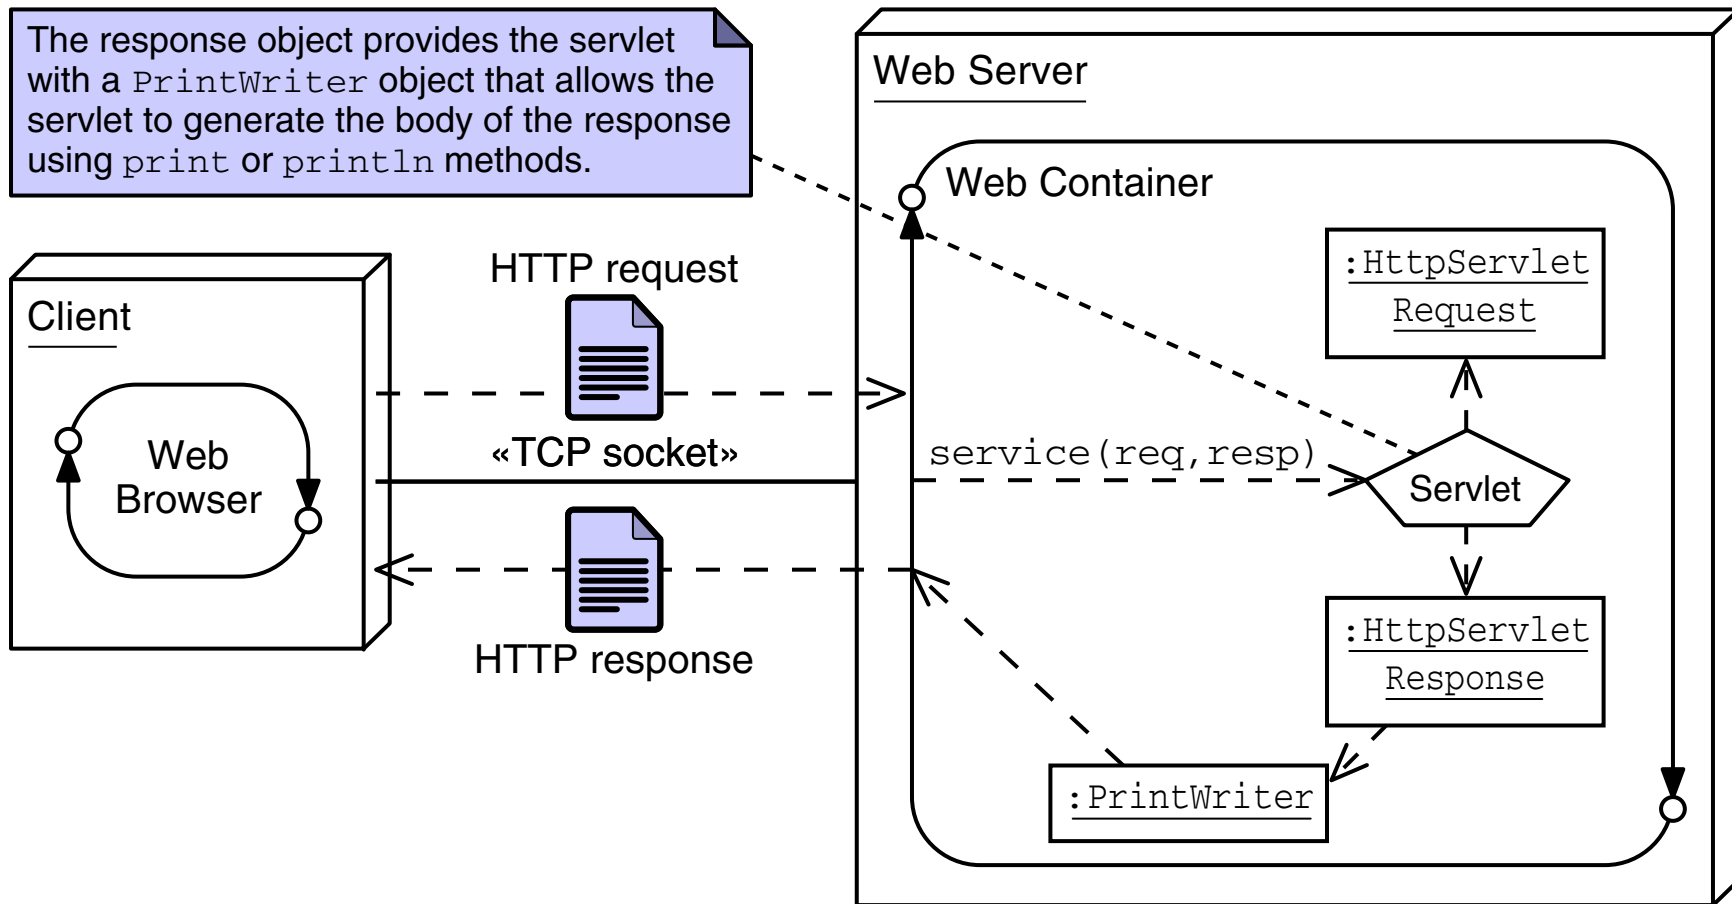 The response object provides the servlet
with a PrintWriter object that allows the
servlet to generate the body of the response
using print or println methods.
Web Server
Web Container
:HttpServlet
Request
HTTP request
Client
«TCP socket»
service(req,resp)
Web
Browser
Servlet
HTTP response
:HttpServlet
Response
:PrintWriter